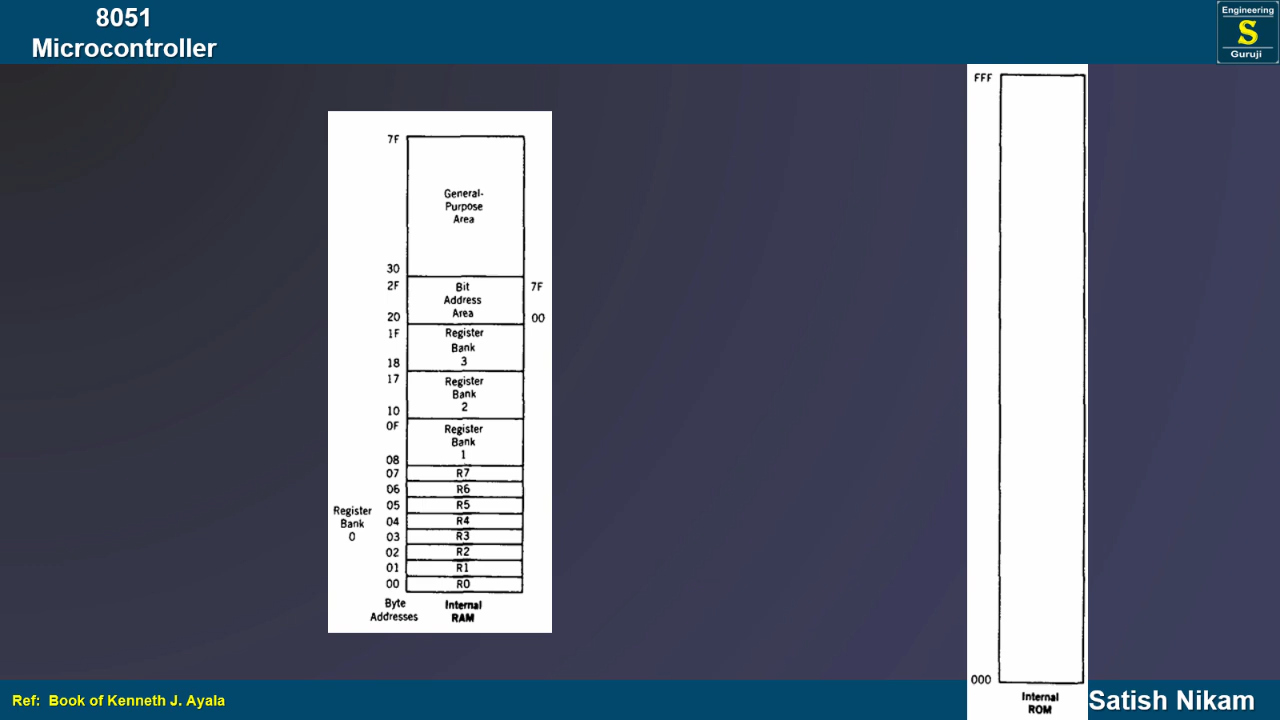 8051
Microcontroller
Engineering
S
Guruji
7F
General-
Purpose
Area
30
2F
Bit
Address
Area
7F
20
00
1F
Register
Bank
3
18
17
Register
Bank
2
10
0F
Register
Bank
1
08
07
R7
06
R6
05
R5
04
R4
03
R3
02
R2
01
R1
00
R0
Register
Bank
0
Byte
Addresses
Internal
RAM
FFF
000
Internal
ROM
Ref: Book of Kenneth J. Ayala
Satish Nikam